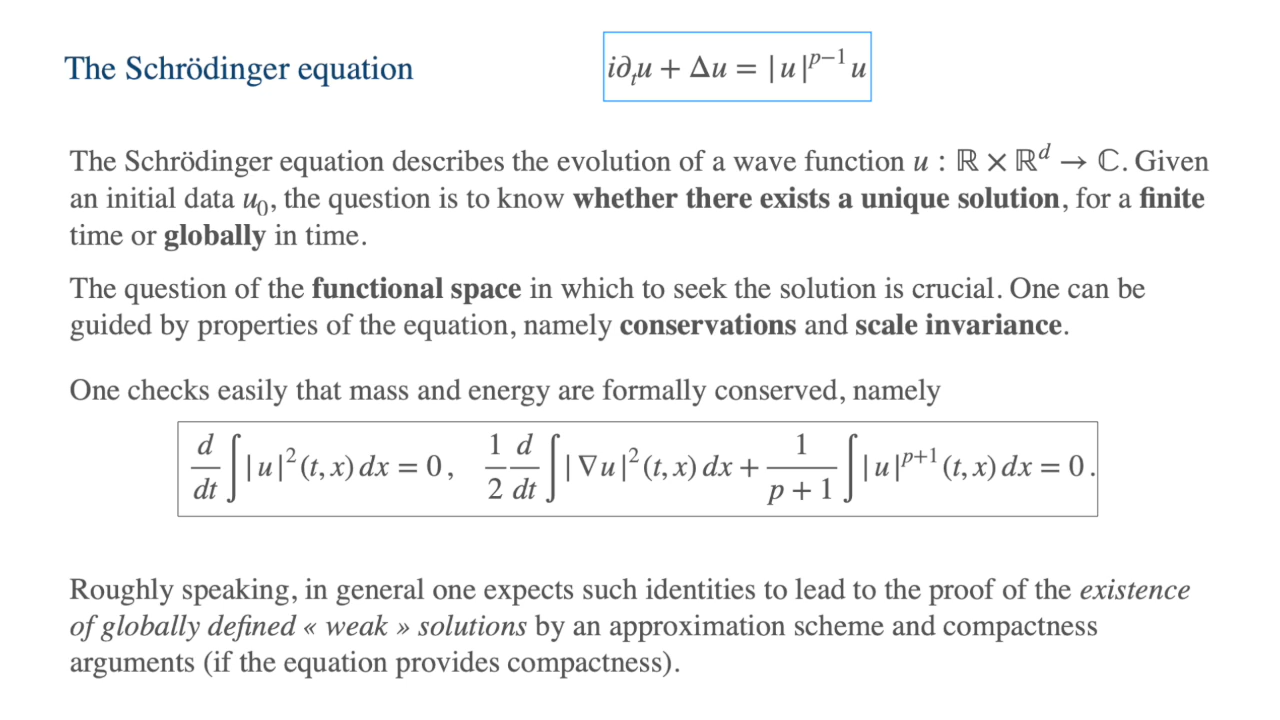 The Schrödinger equation
i∂ₜu + Δu = |u|ᵖ⁻¹u
The Schrödinger equation describes the evolution of a wave function u : ℝ × ℝᵈ → ℂ. Given
an initial data u₀, the question is to know whether there exists a unique solution, for a finite
time or globally in time.
The question of the functional space in which to seek the solution is crucial. One can be
guided by properties of the equation, namely conservations and scale invariance.
One checks easily that mass and energy are formally conserved, namely
d/dt ∫|u|²(t, x) dx = 0, 1/2 d/dt ∫|∇u|²(t, x) dx + 1/(p + 1) ∫|u|ᵖ⁺¹(t, x) dx = 0.
Roughly speaking, in general one expects such identities to lead to the proof of the existence
of globally defined « weak » solutions by an approximation scheme and compactness
arguments (if the equation provides compactness).